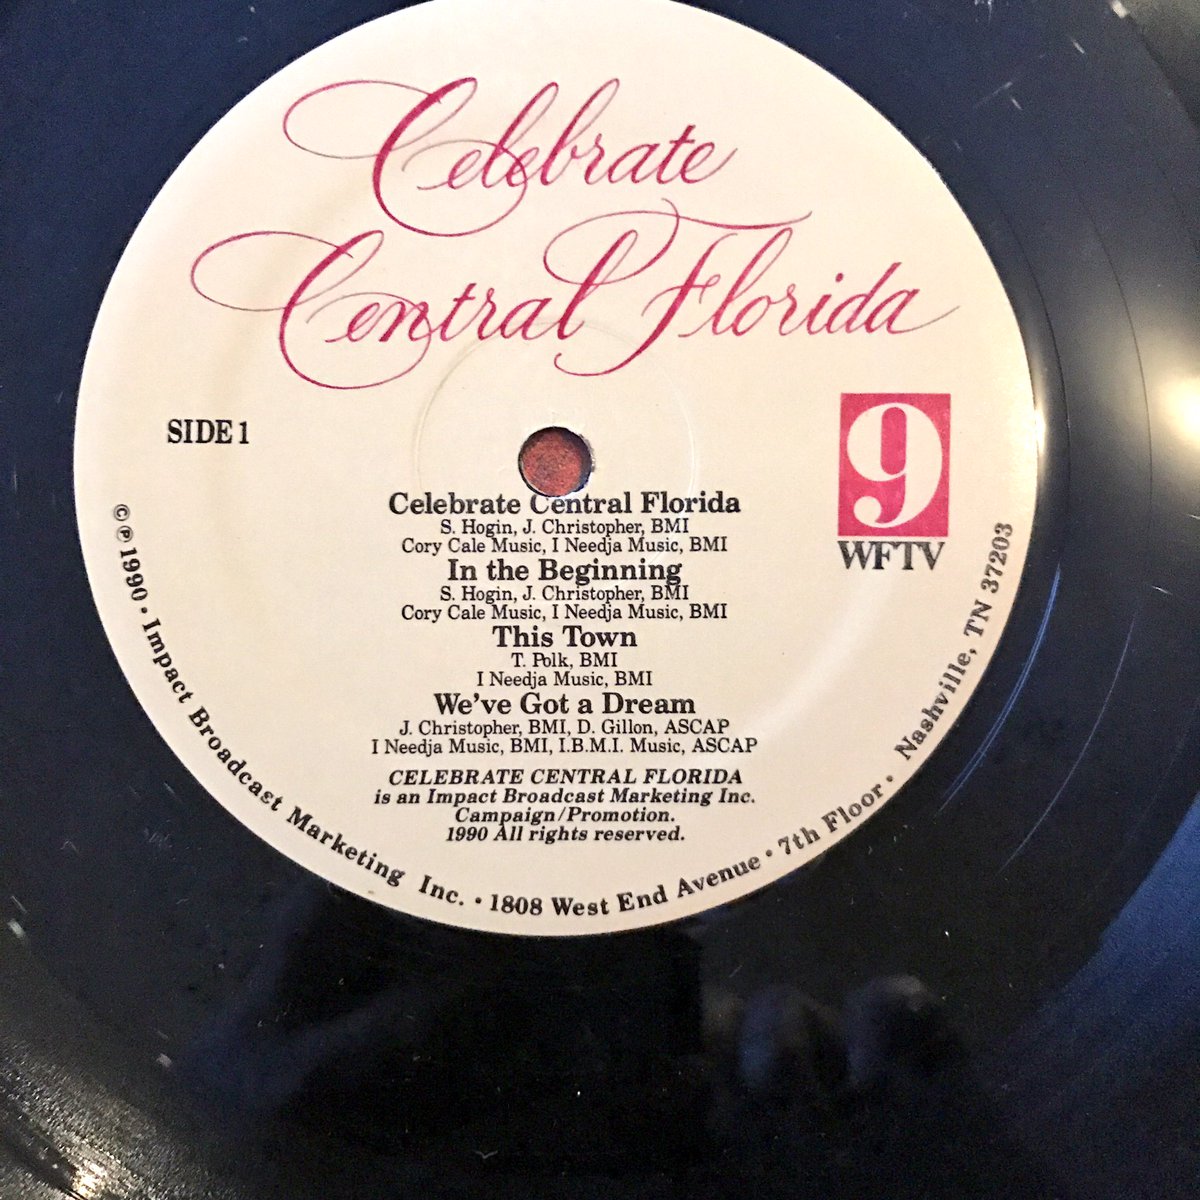 Celebrate
Central Florida
SIDE 1
9
WFTV
Celebrate Central Florida
S. Hogin, J. Christopher, BMI
Cory Cale Music, I Needja Music, BMI
In the Beginning
S. Hogin, J. Christopher, BMI
Cory Cale Music, I Needja Music, BMI
This Town
T. Polk, BMI
I Needja Music, BMI
We've Got a Dream
J. Christopher, BMI, D. Gillon, ASCAP
I Needja Music, BMI, I.B.M.I. Music, ASCAP
CELEBRATE CENTRAL FLORIDA
is an Impact Broadcast Marketing Inc.
Campaign/Promotion.
1990 All rights reserved.
©℗1990 • Impact Broadcast Marketing Inc. • 1808 West End Avenue • 7th Floor • Nashville, TN 37203